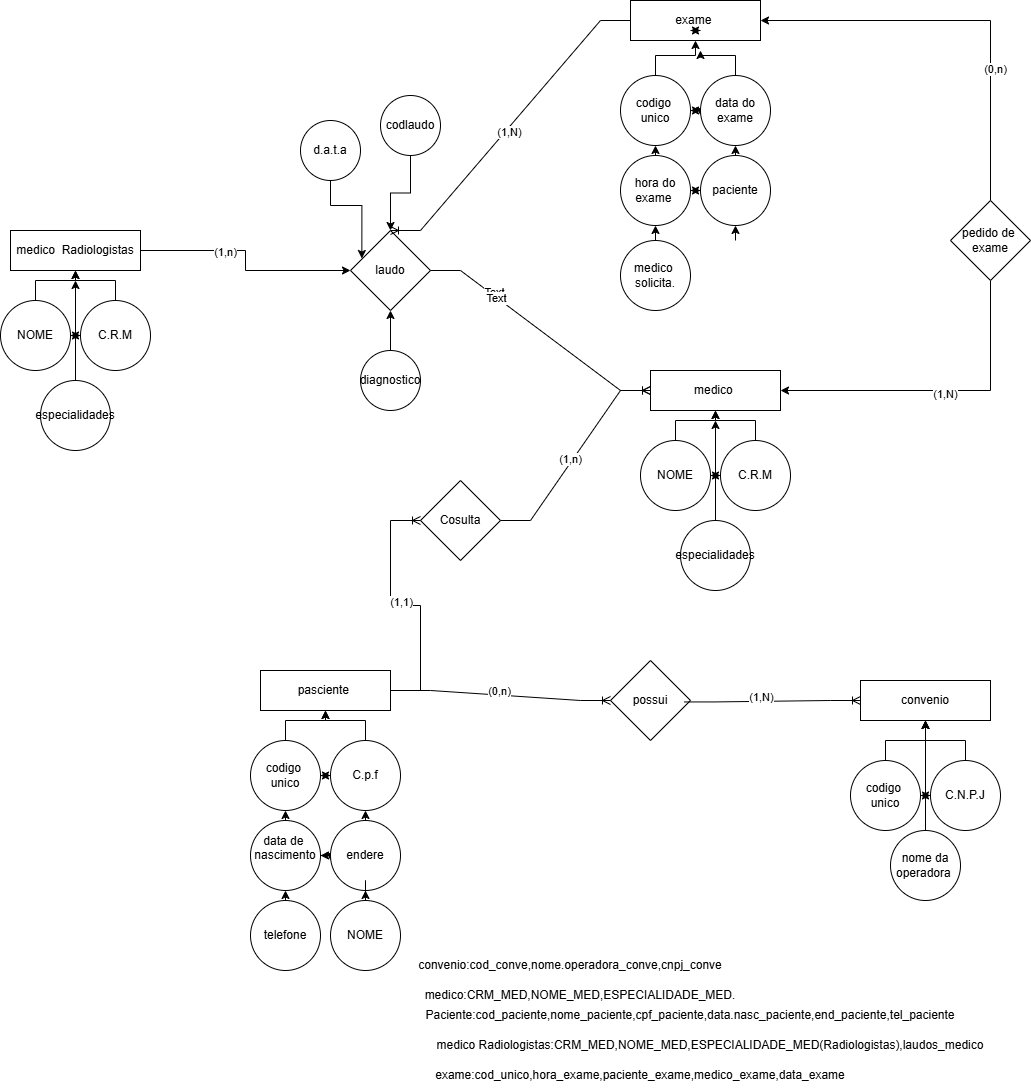 exame
codigo
unico
data do
exame
hora do
exame
paciente
medico
solicita.
(0,n)
pedido de
exame
(1,N)
codlaudo
d.a.t.a
(1,N)
medico Radiologistas
(1,n)
laudo
NOME
C.R.M
especialidades
diagnostico
Text
Text
medico
(1,n)
NOME
C.R.M
especialidades
Cosulta
(1,1)
pasciente
(0,n)
possui
(1,N)
convenio
codigo
unico
C.p.f
data de
nascimento
endere
telefone
NOME
codigo
unico
C.N.P.J
nome da
operadora
convenio:cod_conve,nome.operadora_conve,cnpj_conve
medico:CRM_MED,NOME_MED,ESPECIALIDADE_MED.
Paciente:cod_paciente,nome_paciente,cpf_paciente,data.nasc_paciente,end_paciente,tel_paciente
medico Radiologistas:CRM_MED,NOME_MED,ESPECIALIDADE_MED(Radiologistas),laudos_medico
exame:cod_unico,hora_exame,paciente_exame,medico_exame,data_exame